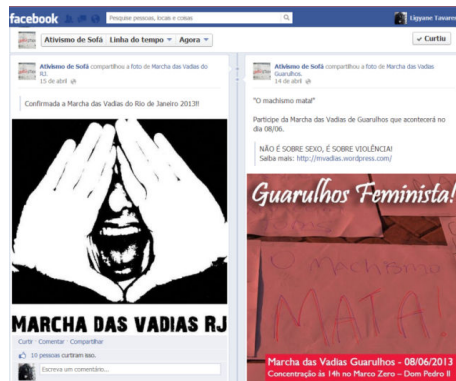 facebook
Pesquise pessoas, locais e coisas
Ligyane Tavares
Ativismo de Sofá
Linha do tempo
Agora
Curtiu
Ativismo de Sofá compartilhou a foto de Marcha das Vadias do
RJ.
15 de abril
Confirmada a Marcha das Vadias do Rio de Janeiro 2013!!
MARCHA DAS VADIAS RJ
Curtir · Comentar · Compartilhar
10 pessoas curtiram isso.
Escreva um comentário...
Ativismo de Sofá compartilhou a foto de Marcha das Vadias
Guarulhos.
14 de abril
"O machismo mata!"
Participe da Marcha das Vadias de Guarulhos que acontecerá no
dia 08/06.
NÃO É SOBRE SEXO, É SOBRE VIOLÊNCIA!
Saiba mais: http://mvadias.wordpress.com/
Guarulhos Feminista!
O Machismo
MATA!
Marcha das Vadias Guarulhos - 08/06/2013
Concentração às 14h no Marco Zero – Dom Pedro II